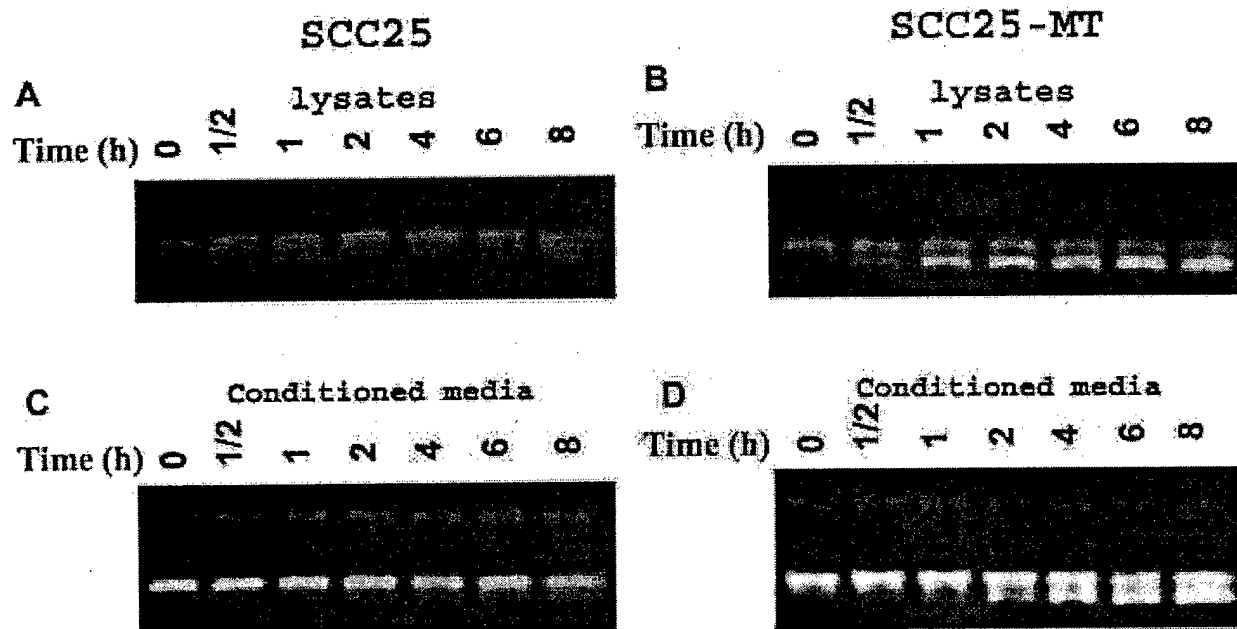 SCC25
SCC25-MT
A
lysates
Time (h) 0 1/2 1 2 4 6 8
B
lysates
Time (h) 0 1/2 1 2 4 6 8
C
Conditioned media
Time (h) 0 1/2 1 2 4 6 8
D
Conditioned media
Time (h) 0 1/2 1 2 4 6 8